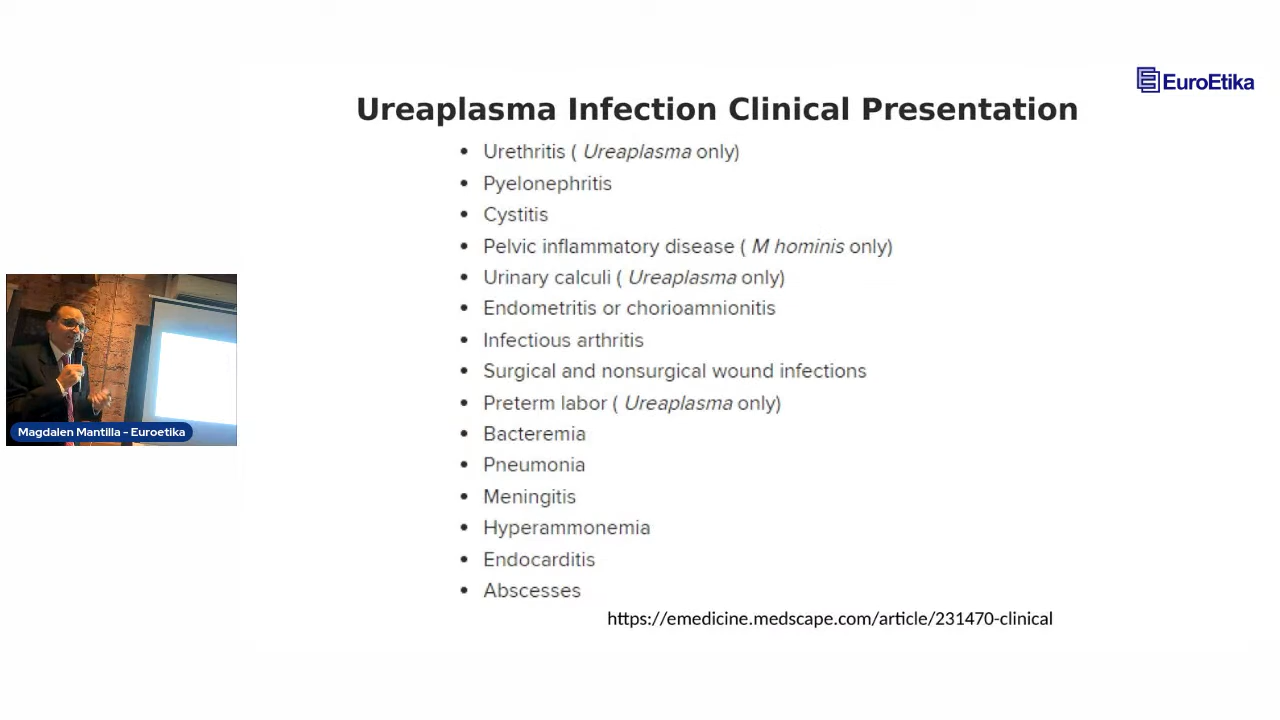 EuroEtika
Ureaplasma Infection Clinical Presentation
• Urethritis ( Ureaplasma only)
• Pyelonephritis
• Cystitis
• Pelvic inflammatory disease ( M hominis only)
• Urinary calculi ( Ureaplasma only)
• Endometritis or chorioamnionitis
• Infectious arthritis
• Surgical and nonsurgical wound infections
• Preterm labor ( Ureaplasma only)
• Bacteremia
• Pneumonia
• Meningitis
• Hyperammonemia
• Endocarditis
• Abscesses
https://emedicine.medscape.com/article/231470-clinical
Magdalen Mantilla - Euroetika